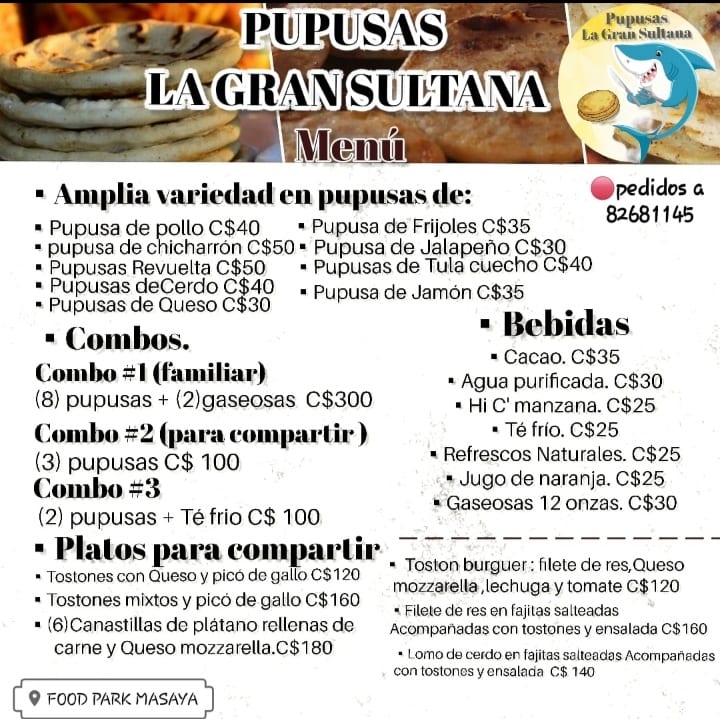 PUPUSAS
LA GRAN SULTANA
Menú
Pupusas
La Gran Sultana
pedidos a
82681145
▪ Amplia variedad en pupusas de:
▪ Pupusa de pollo C$40
▪ pupusa de chicharrón C$50
▪ Pupusas Revuelta C$50
▪ Pupusas deCerdo C$40
▪ Pupusas de Queso C$30
▪ Pupusa de Frijoles C$35
▪ Pupusa de Jalapeño C$30
▪ Pupusas de Tula cuecho C$40
▪ Pupusa de Jamón C$35
▪ Combos.
Combo #1 (familiar)
(8) pupusas + (2)gaseosas C$300
Combo #2 (para compartir )
(3) pupusas C$ 100
Combo #3
(2) pupusas + Té frio C$ 100
▪ Bebidas
▪ Cacao. C$35
▪ Agua purificada. C$30
▪ Hi C' manzana. C$25
▪ Té frío. C$25
▪ Refrescos Naturales. C$25
▪ Jugo de naranja. C$25
▪ Gaseosas 12 onzas. C$30
▪ Platos para compartir
▪ Tostones con Queso y picó de gallo C$120
▪ Tostones mixtos y picó de gallo C$160
▪ (6)Canastillas de plátano rellenas de
carne y Queso mozzarella.C$180
▪ Toston burguer : filete de res,Queso
mozzarella ,lechuga y tomate C$120
▪ Filete de res en fajitas salteadas
Acompañadas con tostones y ensalada C$160
▪ Lomo de cerdo en fajitas salteadas Acompañadas
con tostones y ensalada C$ 140
FOOD PARK MASAYA